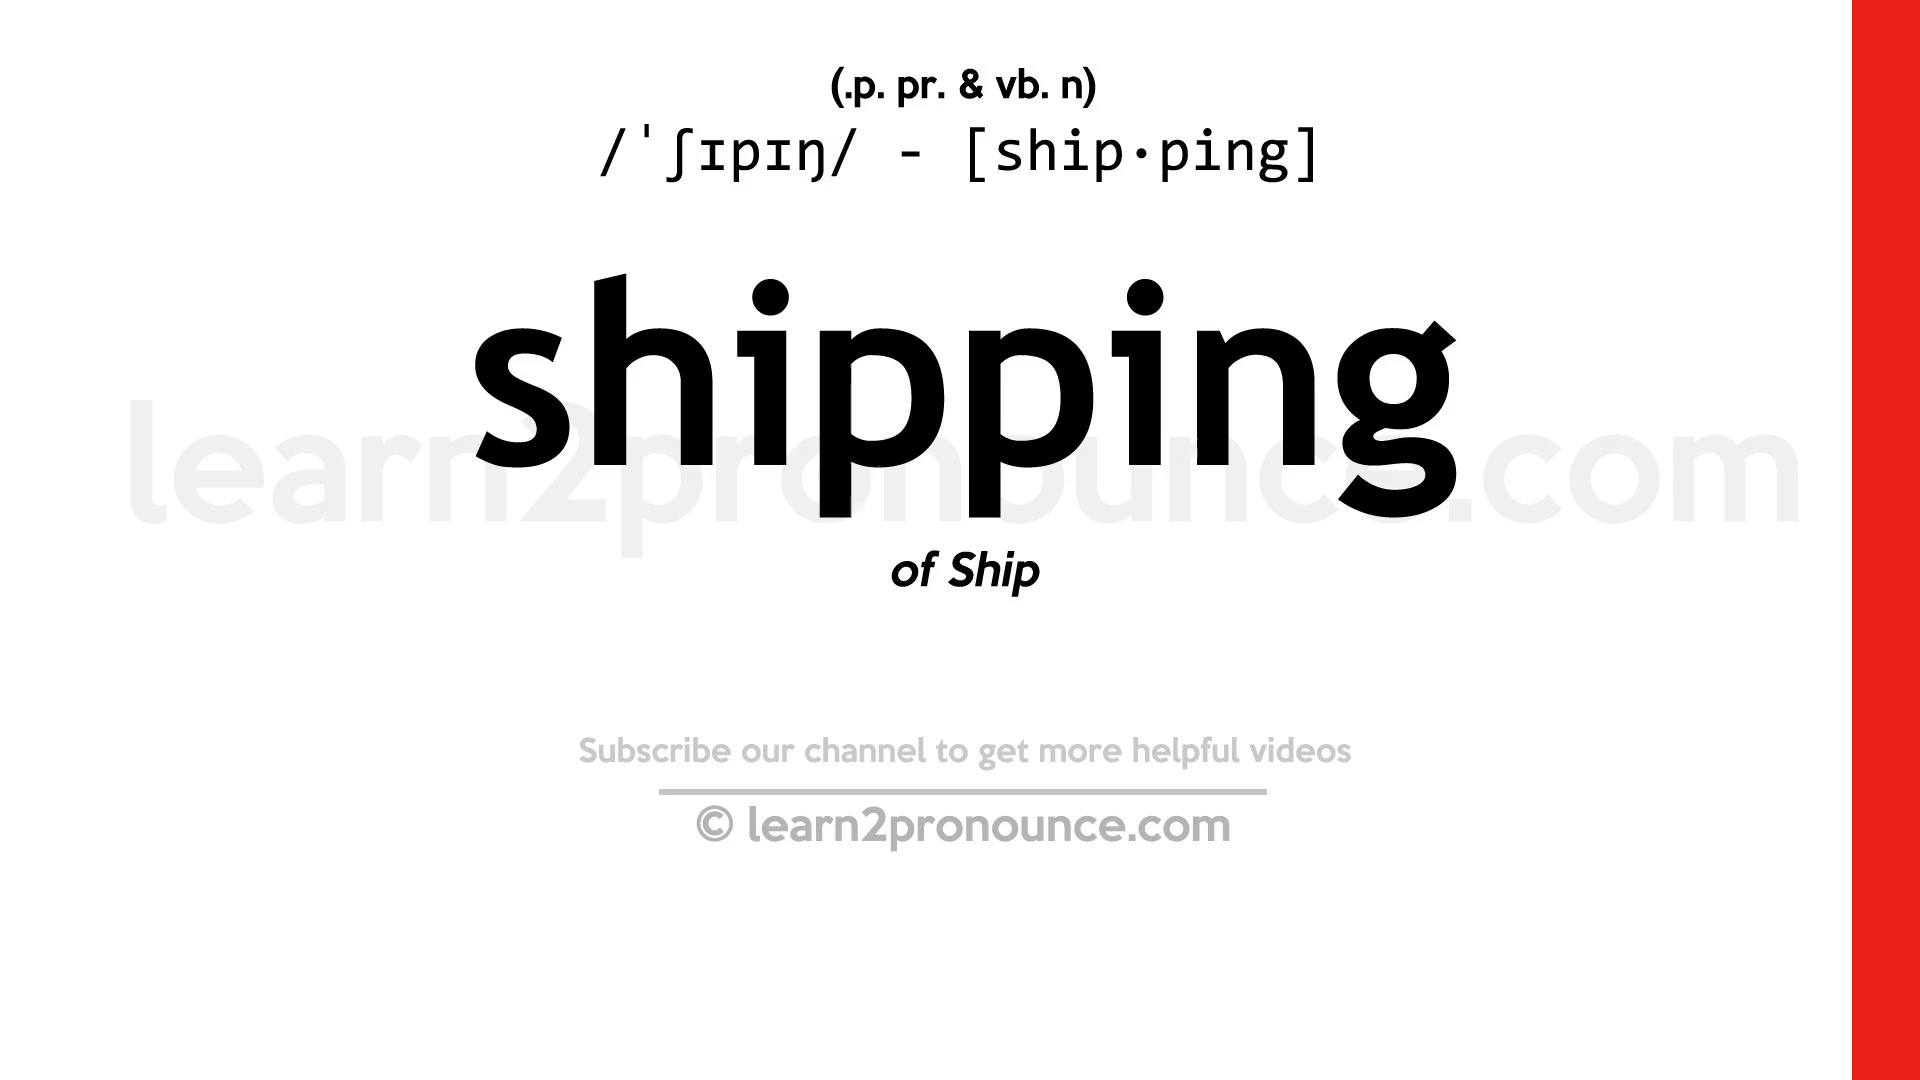 (.p. pr. & vb. n)
/ˈʃɪpɪŋ/ - [ship·ping]
shipping
learn2pronounce.com
of Ship
Subscribe our channel to get more helpful videos
© learn2pronounce.com